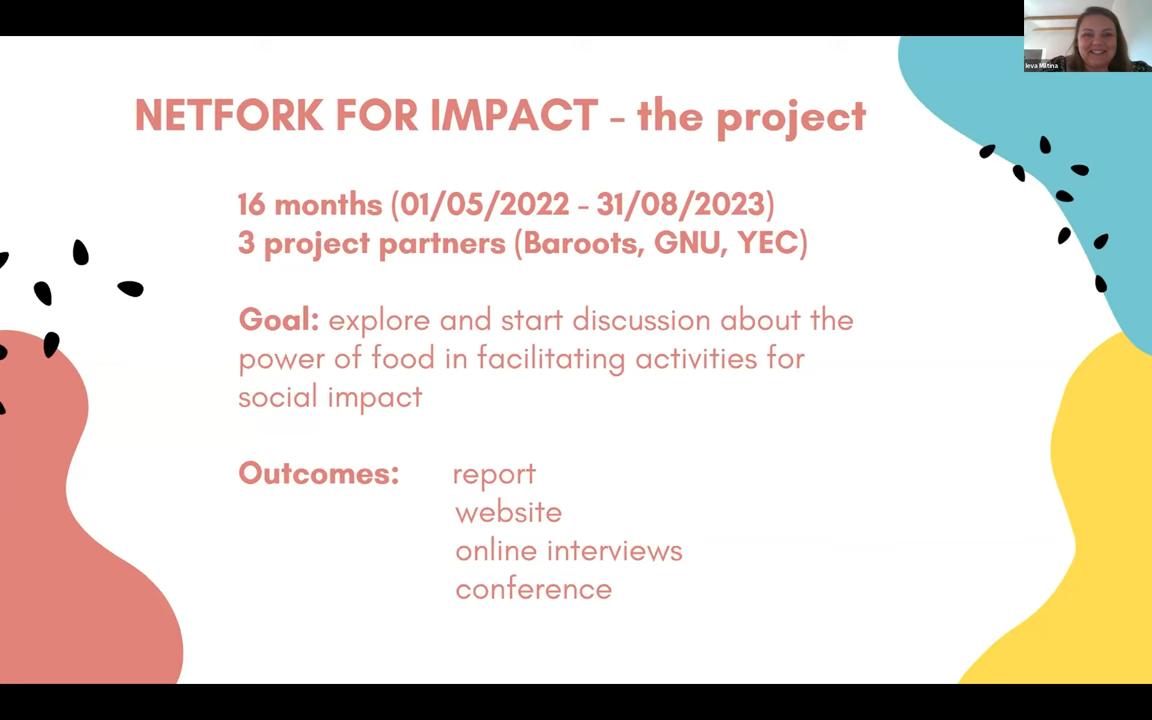 NETFORK FOR IMPACT - the project
16 months (01/05/2022 - 31/08/2023)
3 project partners (Baroots, GNU, YEC)
Goal: explore and start discussion about the
power of food in facilitating activities for
social impact
Outcomes: report
website
online interviews
conference
Ieva Miltina